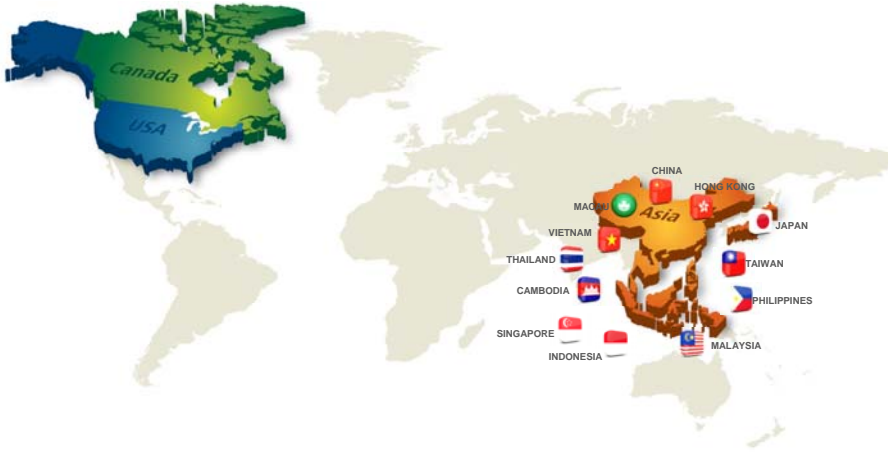 Canada
USA
CHINA
HONG KONG
MACAU
Asia
JAPAN
VIETNAM
THAILAND
TAIWAN
CAMBODIA
PHILIPPINES
SINGAPORE
INDONESIA
MALAYSIA